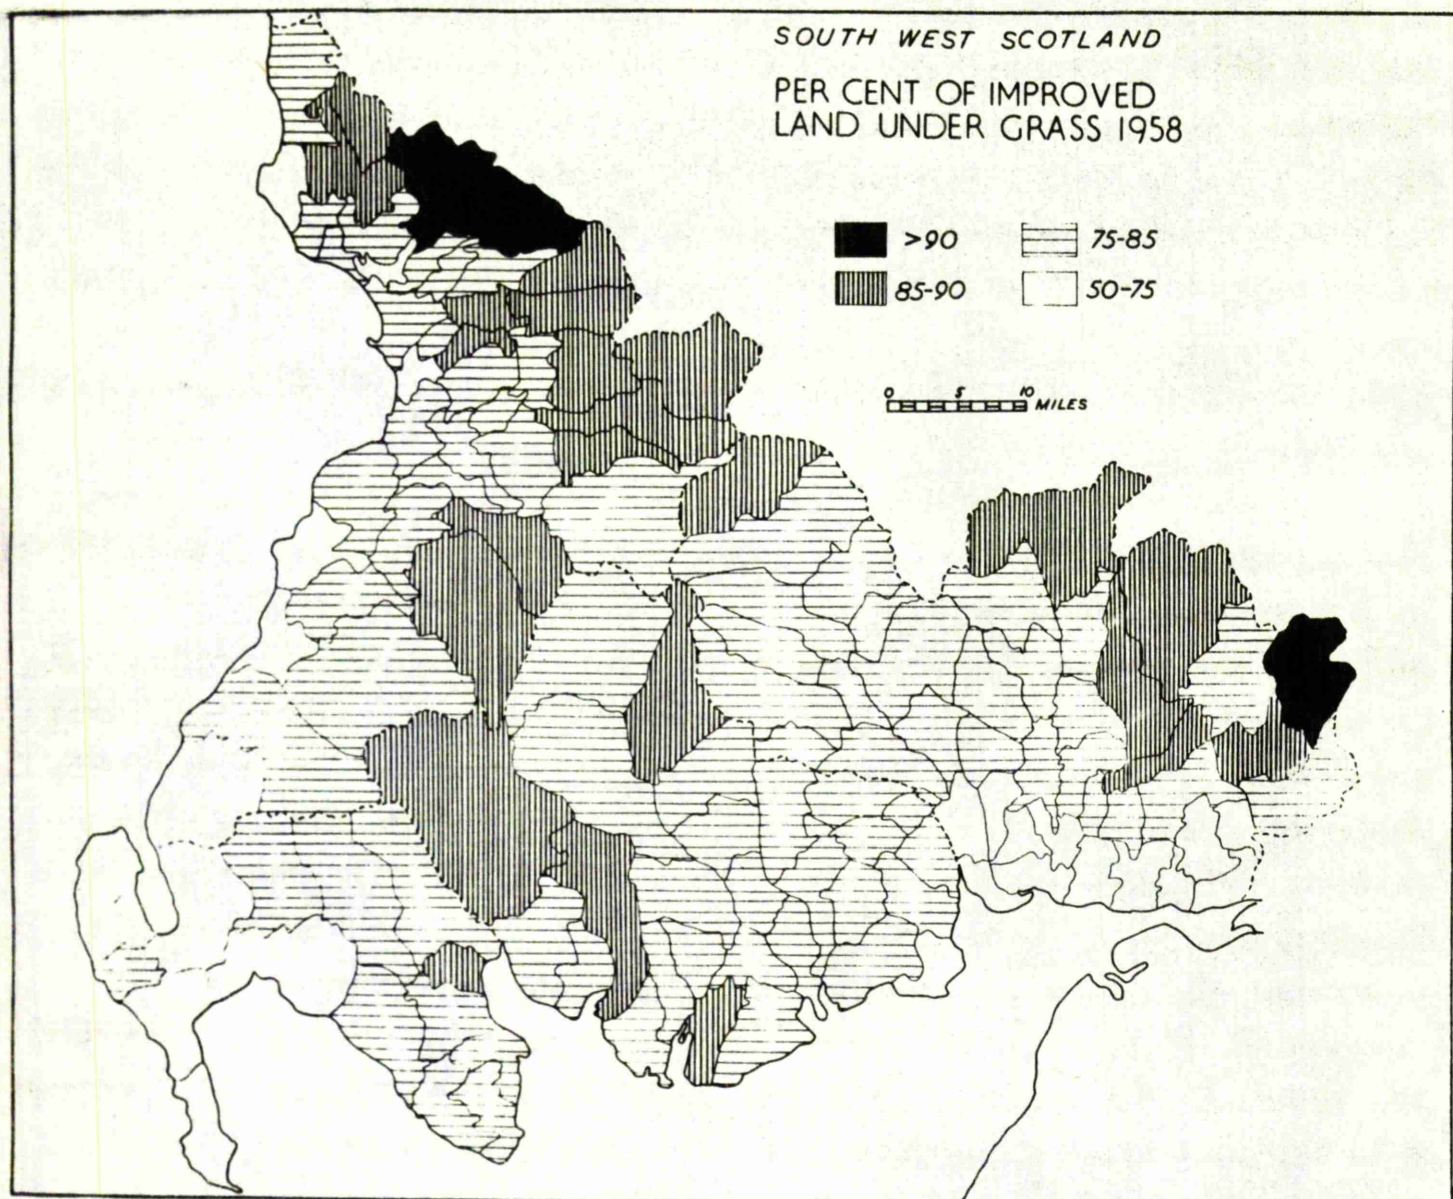 SOUTH WEST SCOTLAND
PER CENT OF IMPROVED
LAND UNDER GRASS 1958
>90 75-85
85-90 50-75
0 5 10 MILES